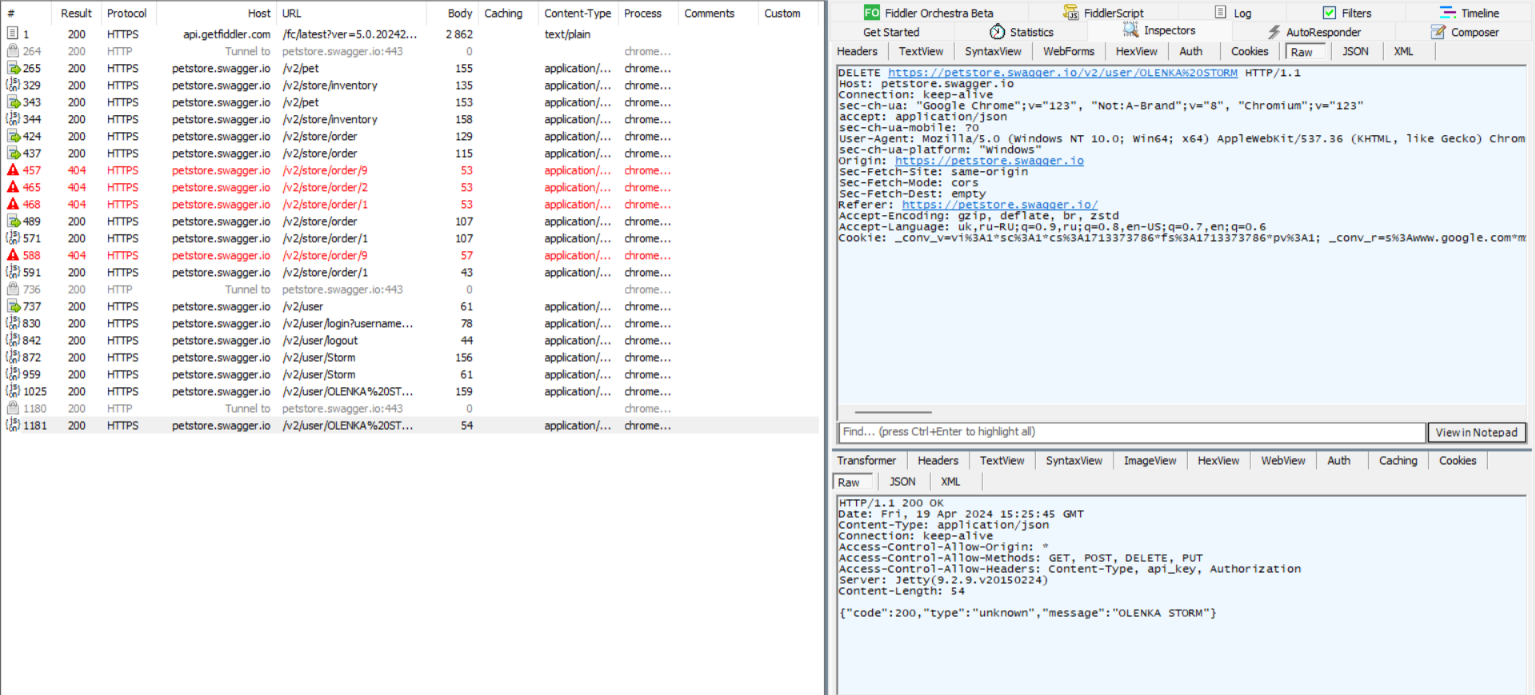 # Result Protocol Host URL Body Caching Content-Type Process Comments Custom
1 200 HTTPS api.getfiddler.com /fc/latest?ver=5.0.20242... 2 862 text/plain
264 200 HTTP Tunnel to petstore.swagger.io:443 0 chrome...
265 200 HTTPS petstore.swagger.io /v2/pet 155 application/... chrome...
329 200 HTTPS petstore.swagger.io /v2/store/inventory 135 application/... chrome...
343 200 HTTPS petstore.swagger.io /v2/pet 153 application/... chrome...
344 200 HTTPS petstore.swagger.io /v2/store/inventory 158 application/... chrome...
424 200 HTTPS petstore.swagger.io /v2/store/order 129 application/... chrome...
437 200 HTTPS petstore.swagger.io /v2/store/order 115 application/... chrome...
457 404 HTTPS petstore.swagger.io /v2/store/order/9 53 application/... chrome...
465 404 HTTPS petstore.swagger.io /v2/store/order/2 53 application/... chrome...
468 404 HTTPS petstore.swagger.io /v2/store/order/1 53 application/... chrome...
489 200 HTTPS petstore.swagger.io /v2/store/order 107 application/... chrome...
571 200 HTTPS petstore.swagger.io /v2/store/order/1 107 application/... chrome...
588 404 HTTPS petstore.swagger.io /v2/store/order/9 57 application/... chrome...
591 200 HTTPS petstore.swagger.io /v2/store/order/1 43 application/... chrome...
736 200 HTTP Tunnel to petstore.swagger.io:443 0 chrome...
737 200 HTTPS petstore.swagger.io /v2/user 61 application/... chrome...
830 200 HTTPS petstore.swagger.io /v2/user/login?username... 78 application/... chrome...
842 200 HTTPS petstore.swagger.io /v2/user/logout 44 application/... chrome...
872 200 HTTPS petstore.swagger.io /v2/user/Storm 156 application/... chrome...
959 200 HTTPS petstore.swagger.io /v2/user/Storm 61 application/... chrome...
1025 200 HTTPS petstore.swagger.io /v2/user/OLENKA%20ST... 159 application/... chrome...
1180 200 HTTP Tunnel to petstore.swagger.io:443 0 chrome...
1181 200 HTTPS petstore.swagger.io /v2/user/OLENKA%20ST... 54 application/... chrome...
FO Fiddler Orchestra Beta FiddlerScript Log Filters Timeline
Get Started Statistics Inspectors AutoResponder Composer
Headers TextView SyntaxView WebForms HexView Auth Cookies Raw JSON XML
DELETE https://petstore.swagger.io/v2/user/OLENKA%20STORM HTTP/1.1
Host: petstore.swagger.io
Connection: keep-alive
sec-ch-ua: "Google Chrome";v="123", "Not:A-Brand";v="8", "Chromium";v="123"
accept: application/json
sec-ch-ua-mobile: ?0
User-Agent: Mozilla/5.0 (Windows NT 10.0; Win64; x64) AppleWebKit/537.36 (KHTML, like Gecko) Chrom
sec-ch-ua-platform: "Windows"
Origin: https://petstore.swagger.io
Sec-Fetch-Site: same-origin
Sec-Fetch-Mode: cors
Sec-Fetch-Dest: empty
Referer: https://petstore.swagger.io/
Accept-Encoding: gzip, deflate, br, zstd
Accept-Language: uk,ru-RU;q=0.9,ru;q=0.8,en-US;q=0.7,en;q=0.6
Cookie: _conv_v=vi%3A1*sc%3A1*cs%3A1713373786*fs%3A1713373786*pv%3A1; _conv_r=s%3Awww.google.com*m
Find... (press Ctrl+Enter to highlight all) View in Notepad
Transformer Headers TextView SyntaxView ImageView HexView WebView Auth Caching Cookies
Raw JSON XML
HTTP/1.1 200 OK
Date: Fri, 19 Apr 2024 15:25:45 GMT
Content-Type: application/json
Connection: keep-alive
Access-Control-Allow-Origin: *
Access-Control-Allow-Methods: GET, POST, DELETE, PUT
Access-Control-Allow-Headers: Content-Type, api_key, Authorization
Server: Jetty(9.2.9.v20150224)
Content-Length: 54
{"code":200,"type":"unknown","message":"OLENKA STORM"}